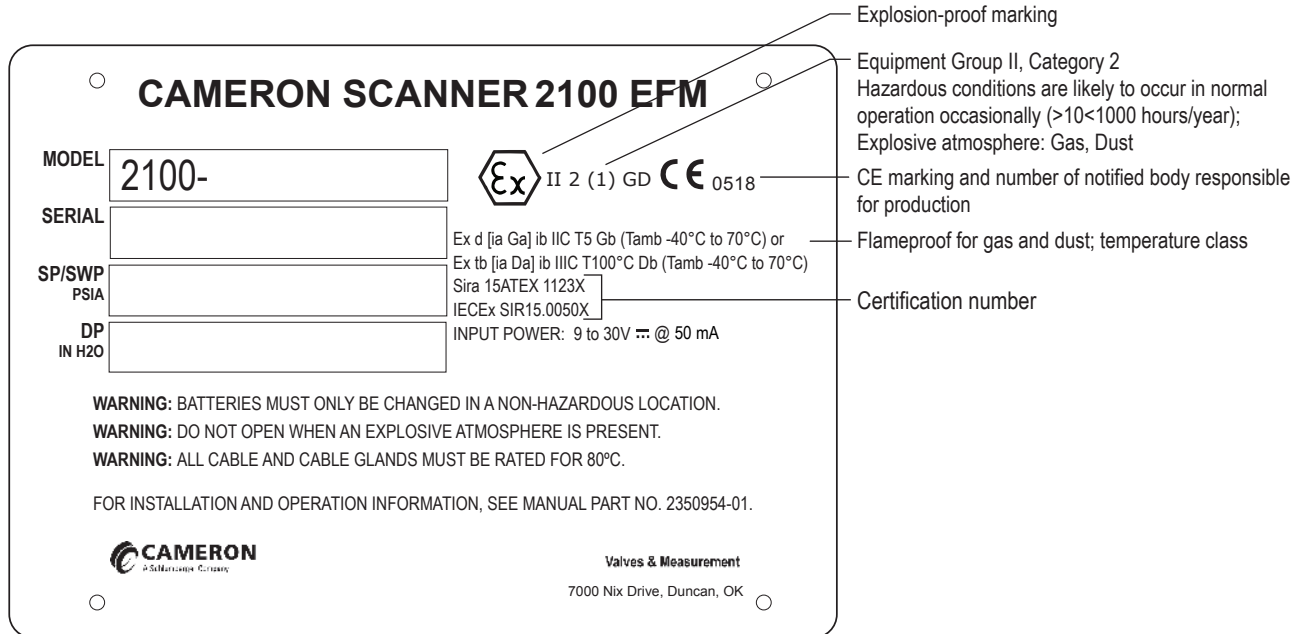 CAMERON SCANNER 2100 EFM
MODEL
2100-
SERIAL
SP/SWP
PSIA
DP
IN H2O
Ex II 2 (1) GD CE 0518
Ex d [ia Ga] ib IIC T5 Gb (Tamb -40°C to 70°C) or
Ex tb [ia Da] ib IIIC T100°C Db (Tamb -40°C to 70°C)
Sira 15ATEX 1123X
IECEx SIR15.0050X
INPUT POWER: 9 to 30V ⎓ @ 50 mA
WARNING: BATTERIES MUST ONLY BE CHANGED IN A NON-HAZARDOUS LOCATION.
WARNING: DO NOT OPEN WHEN AN EXPLOSIVE ATMOSPHERE IS PRESENT.
WARNING: ALL CABLE AND CABLE GLANDS MUST BE RATED FOR 80ºC.
FOR INSTALLATION AND OPERATION INFORMATION, SEE MANUAL PART NO. 2350954-01.
CAMERON
A Schlumberger Company
Valves & Measurement
7000 Nix Drive, Duncan, OK
Explosion-proof marking
Equipment Group II, Category 2
Hazardous conditions are likely to occur in normal
operation occasionally (>10<1000 hours/year);
Explosive atmosphere: Gas, Dust
CE marking and number of notified body responsible
for production
Flameproof for gas and dust; temperature class
Certification number